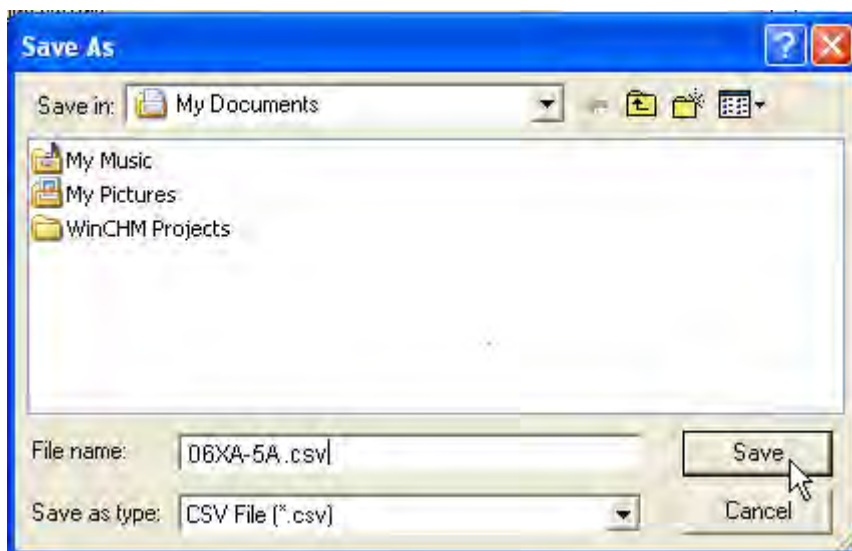 Save As
Save in: My Documents
My Music
My Pictures
WinCHM Projects
File name: 06XA-5A.csv
Save
Save as type: CSV File (*.csv)
Cancel